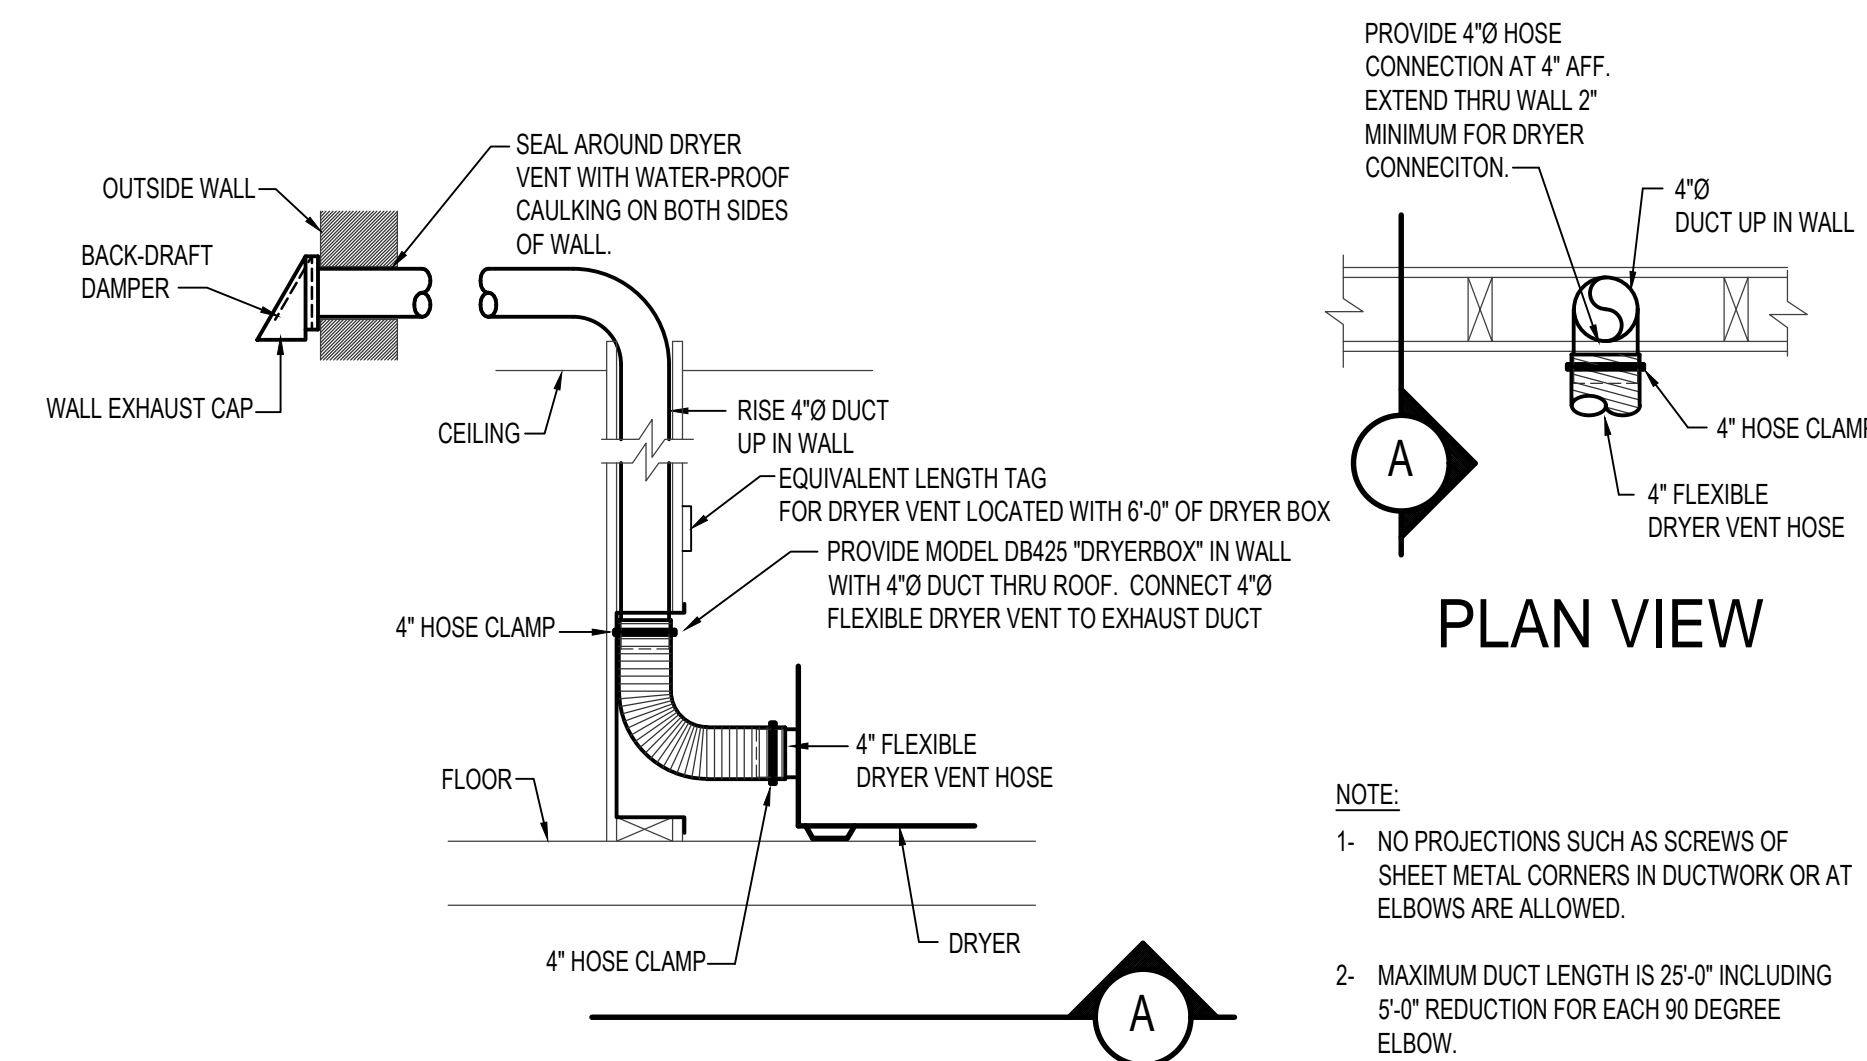 OUTSIDE WALL
BACK-DRAFT
DAMPER
WALL EXHAUST CAP
SEAL AROUND DRYER
VENT WITH WATER-PROOF
CAULKING ON BOTH SIDES
OF WALL.
CEILING
RISE 4"Ø DUCT
UP IN WALL
EQUIVALENT LENGTH TAG
FOR DRYER VENT LOCATED WITH 6'-0" OF DRYER BOX
PROVIDE MODEL DB425 "DRYERBOX" IN WALL
WITH 4"Ø DUCT THRU ROOF. CONNECT 4"Ø
FLEXIBLE DRYER VENT TO EXHAUST DUCT
4" HOSE CLAMP
4" FLEXIBLE
DRYER VENT HOSE
FLOOR
4" HOSE CLAMP
DRYER
A
PROVIDE 4"Ø HOSE
CONNECTION AT 4" AFF.
EXTEND THRU WALL 2"
MINIMUM FOR DRYER
CONNECITON.
4"Ø
DUCT UP IN WALL
4" HOSE CLAMP
A
4" FLEXIBLE
DRYER VENT HOSE
PLAN VIEW
NOTE:
1- NO PROJECTIONS SUCH AS SCREWS OF
SHEET METAL CORNERS IN DUCTWORK OR AT
ELBOWS ARE ALLOWED.
2- MAXIMUM DUCT LENGTH IS 25'-0" INCLUDING
5'-0" REDUCTION FOR EACH 90 DEGREE
ELBOW.